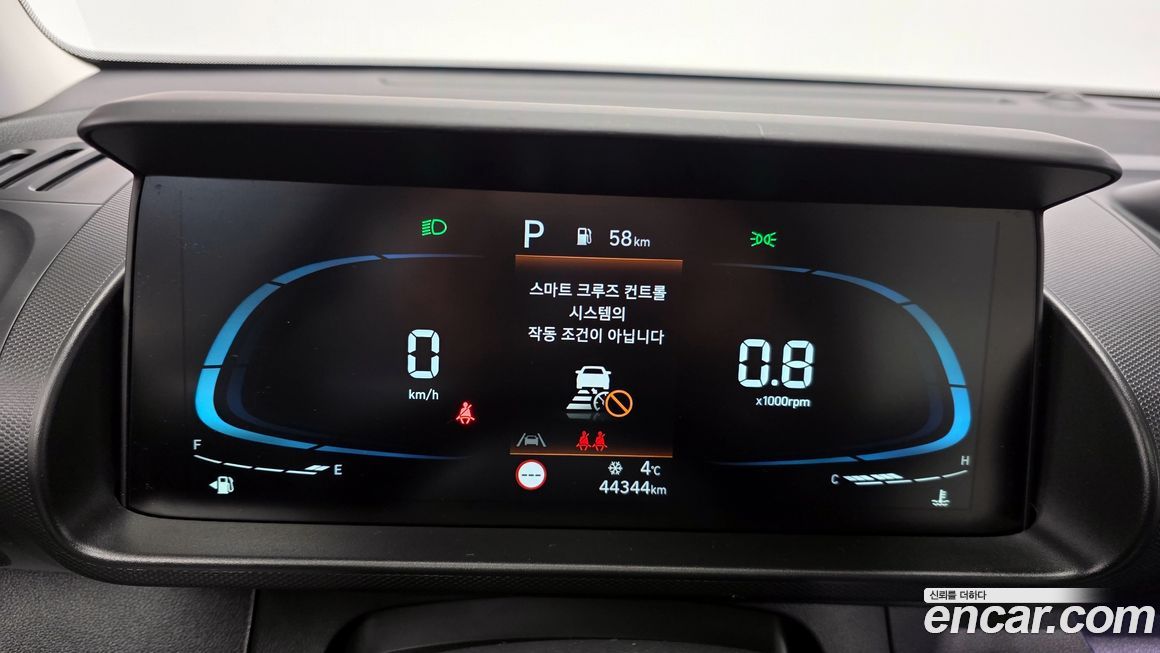 P 58km
스마트 크루즈 컨트롤
시스템의
작동 조건이 아닙니다
0
km/h
0.8
x1000rpm
F
E
C
H
---
4℃
44344km
신뢰를 더하다
encar.com